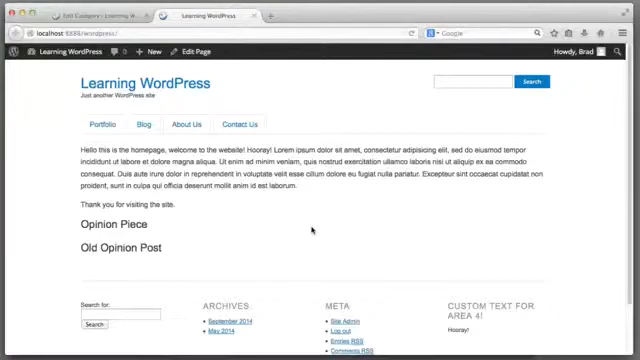 Edit Category ‹ Learning W...
Learning WordPress
localhost:8888/wordpress/
Google
Learning WordPress
0
New
Edit Page
Howdy, Brad
Learning WordPress
Just another WordPress site
Search
Portfolio
Blog
About Us
Contact Us
Hello this is the homepage, welcome to the website! Hooray! Lorem ipsum dolor sit amet, consectetur adipisicing elit, sed do eiusmod tempor
incididunt ut labore et dolore magna aliqua. Ut enim ad minim veniam, quis nostrud exercitation ullamco laboris nisi ut aliquip ex ea commodo
consequat. Duis aute irure dolor in reprehenderit in voluptate velit esse cillum dolore eu fugiat nulla pariatur. Excepteur sint occaecat cupidatat non
proident, sunt in culpa qui officia deserunt mollit anim id est laborum.
Thank you for visiting the site.
Opinion Piece
Old Opinion Post
Search for:
Search
ARCHIVES
September 2014
May 2014
META
Site Admin
Log out
Entries RSS
Comments RSS
CUSTOM TEXT FOR
AREA 4!
Hooray!